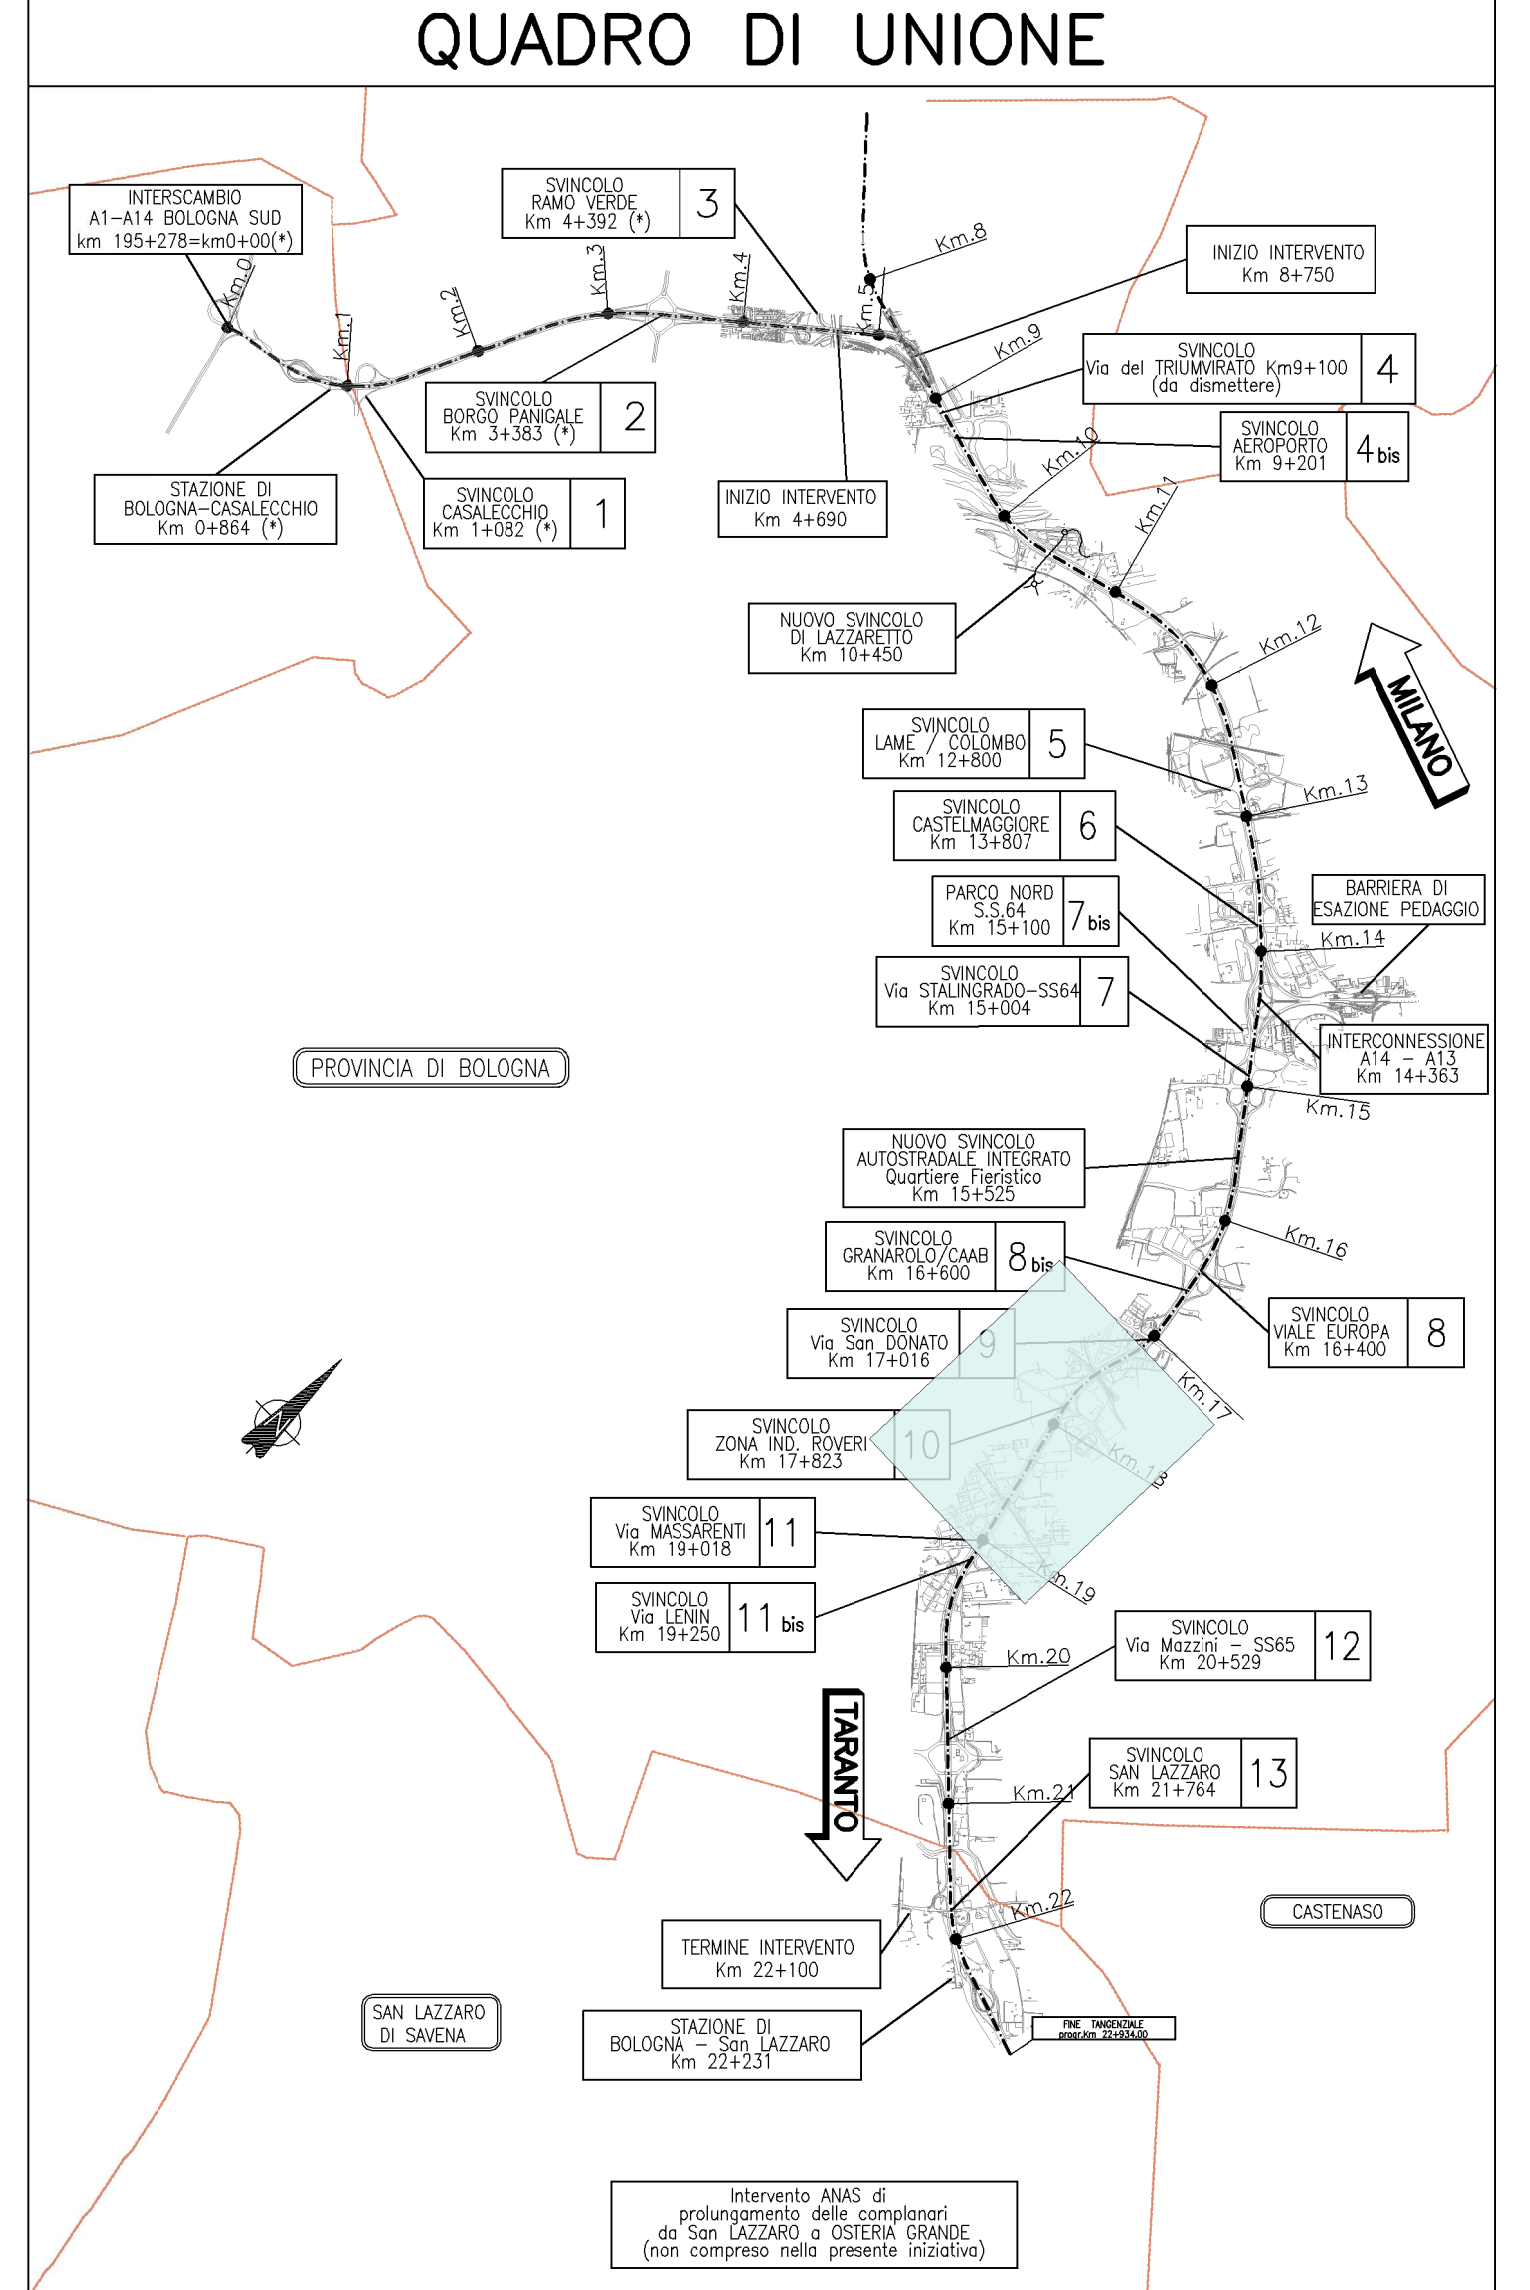 QUADRO DI UNIONE
INTERSCAMBIO
A1-A14 BOLOGNA SUD
km 195+278=km0+00(*)
SVINCOLO
RAMO VERDE
Km 4+392 (*)
3
Km.8
INIZIO INTERVENTO
Km 8+750
Km.0
Km.1
Km.2
Km.3
Km.4
Km.5
Km.9
SVINCOLO
Via del TRIUMVIRATO Km9+100
(da dismettere)
4
SVINCOLO
BORGO PANIGALE
Km 3+383 (*)
2
SVINCOLO
AEROPORTO
Km 9+201
4 bis
Km.10
STAZIONE DI
BOLOGNA-CASALECCHIO
Km 0+864 (*)
SVINCOLO
CASALECCHIO
Km 1+082 (*)
1
INIZIO INTERVENTO
Km 4+690
Km.11
NUOVO SVINCOLO
DI LAZZARETTO
Km 10+450
Km.12
MILANO
SVINCOLO
LAME / COLOMBO
Km 12+800
5
Km.13
SVINCOLO
CASTELMAGGIORE
Km 13+807
6
PARCO NORD
S.S.64
Km 15+100
7 bis
BARRIERA DI
ESAZIONE PEDAGGIO
Km.14
SVINCOLO
Via STALINGRADO-SS64
Km 15+004
7
INTERCONNESSIONE
A14 - A13
Km 14+363
PROVINCIA DI BOLOGNA
Km.15
NUOVO SVINCOLO
AUTOSTRADALE INTEGRATO
Quartiere Fieristico
Km 15+525
SVINCOLO
GRANAROLO/CAAB
Km 16+600
8 bis
Km.16
SVINCOLO
Via San DONATO
Km 17+016
9
SVINCOLO
VIALE EUROPA
Km 16+400
8
Km.17
SVINCOLO
ZONA IND. ROVERI
Km 17+823
10
Km.18
SVINCOLO
Via MASSARENTI
Km 19+018
11
Km.19
SVINCOLO
Via LENIN
Km 19+250
11 bis
SVINCOLO
Via Mazzini - SS65
Km 20+529
12
Km.20
TARANTO
SVINCOLO
SAN LAZZARO
Km 21+764
13
Km.21
Km.22
CASTENASO
TERMINE INTERVENTO
Km 22+100
SAN LAZZARO
DI SAVENA
STAZIONE DI
BOLOGNA - San LAZZARO
Km 22+231
FINE TANGENZIALE
progr.Km 22+934.00
Intervento ANAS di
prolungamento delle complanari
da San LAZZARO a OSTERIA GRANDE
(non compreso nella presente iniziativa)